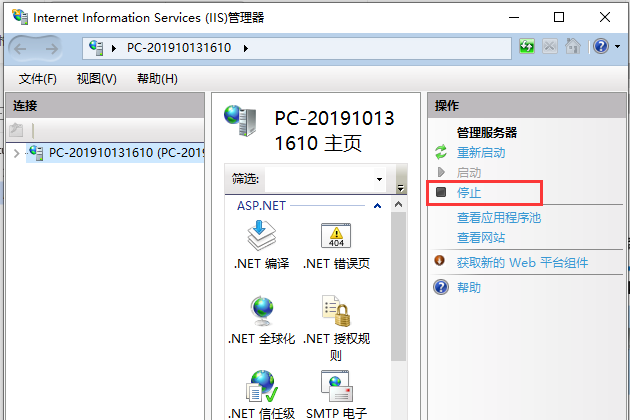 Internet Information Services (IIS)管理器
PC-201910131610
文件(F) 视图(V) 帮助(H)
连接
PC-201910131610 (PC-2019
PC-20191013
1610 主页
筛选:
ASP.NET
.NET 编译
.NET 错误页
404
.NET 全球化
.NET 授权规
则
.NET 信任级
SMTP 电子
操作
管理服务器
重新启动
启动
停止
查看应用程序池
查看网站
获取新的 Web 平台组件
帮助